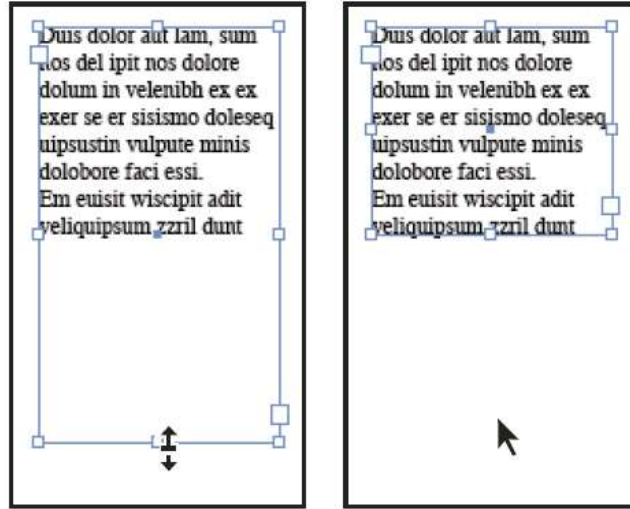 Duis dolor aut lam, sum
nos del ipit nos dolore
dolum in velenibh ex ex
exer se er sisismo doleseq
uipsustin vulpute minis
dolobore faci essi.
Em euisit wiscipit adit
veliquipsum zzril dunt
Duis dolor aut lam, sum
nos del ipit nos dolore
dolum in velenibh ex ex
exer se er sisismo doleseq
uipsustin vulpute minis
dolobore faci essi.
Em euisit wiscipit adit
veliquipsum zzril dunt